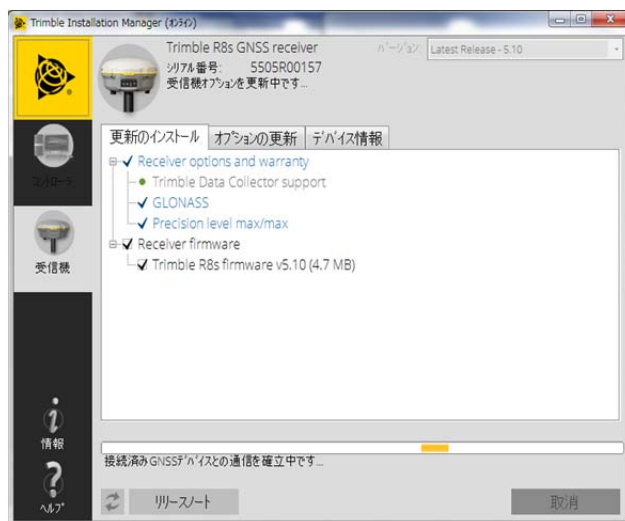 Trimble Installation Manager (ｵﾝﾗｲﾝ)
Trimble R8s GNSS receiver
ﾊﾞｰｼﾞｮﾝ:
Latest Release - 5.10
ｼﾘｱﾙ番号: 5505R00157
受信機ｵﾌﾟｼｮﾝを更新中です...
更新のｲﾝｽﾄｰﾙ
ｵﾌﾟｼｮﾝの更新
ﾃﾞﾊﾞｲｽ情報
Receiver options and warranty
Trimble Data Collector support
GLONASS
Precision level max/max
Receiver firmware
Trimble R8s firmware v5.10 (4.7 MB)
ｺﾝﾄﾛｰﾗ
受信機
情報
ﾍﾙﾌﾟ
接続済みGNSSﾃﾞﾊﾞｲｽとの通信を確立中です...
ﾘﾘｰｽﾉｰﾄ
取消